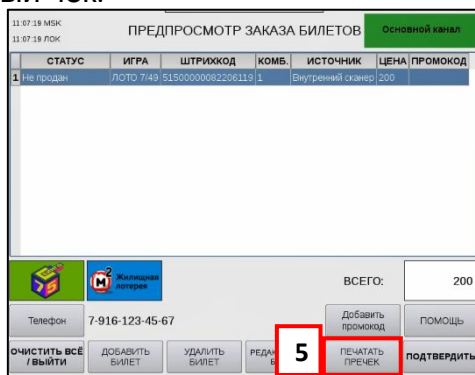 11:07:19 MSK
11:07:19 ЛОК
ПРЕДПРОСМОТР ЗАКАЗА БИЛЕТОВ
Основной канал
СТАТУС ИГРА ШТРИХКОД КОМБ. ИСТОЧНИК ЦЕНА ПРОМОКОД
1 Не продан ЛОТО 7/49 51500000082206119 1 Внутренний сканер 200
Жилищная лотерея
ВСЕГО: 200
Телефон 7-916-123-45-67 Добавить промокод ПОМОЩЬ
ОЧИСТИТЬ ВСЁ / ВЫЙТИ ДОБАВИТЬ БИЛЕТ УДАЛИТЬ БИЛЕТ 5 ПЕЧАТАТЬ ПРЕЧЕК ПОДТВЕРДИТЬ